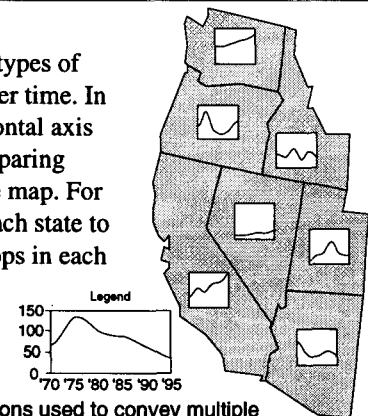 types of
er time. In
ontal axis
paring
e map. For
ach state to
ops in each
Legend
150
100
50
0
'70 '75 '80 '85 '90 '95
ons used to convey multiple